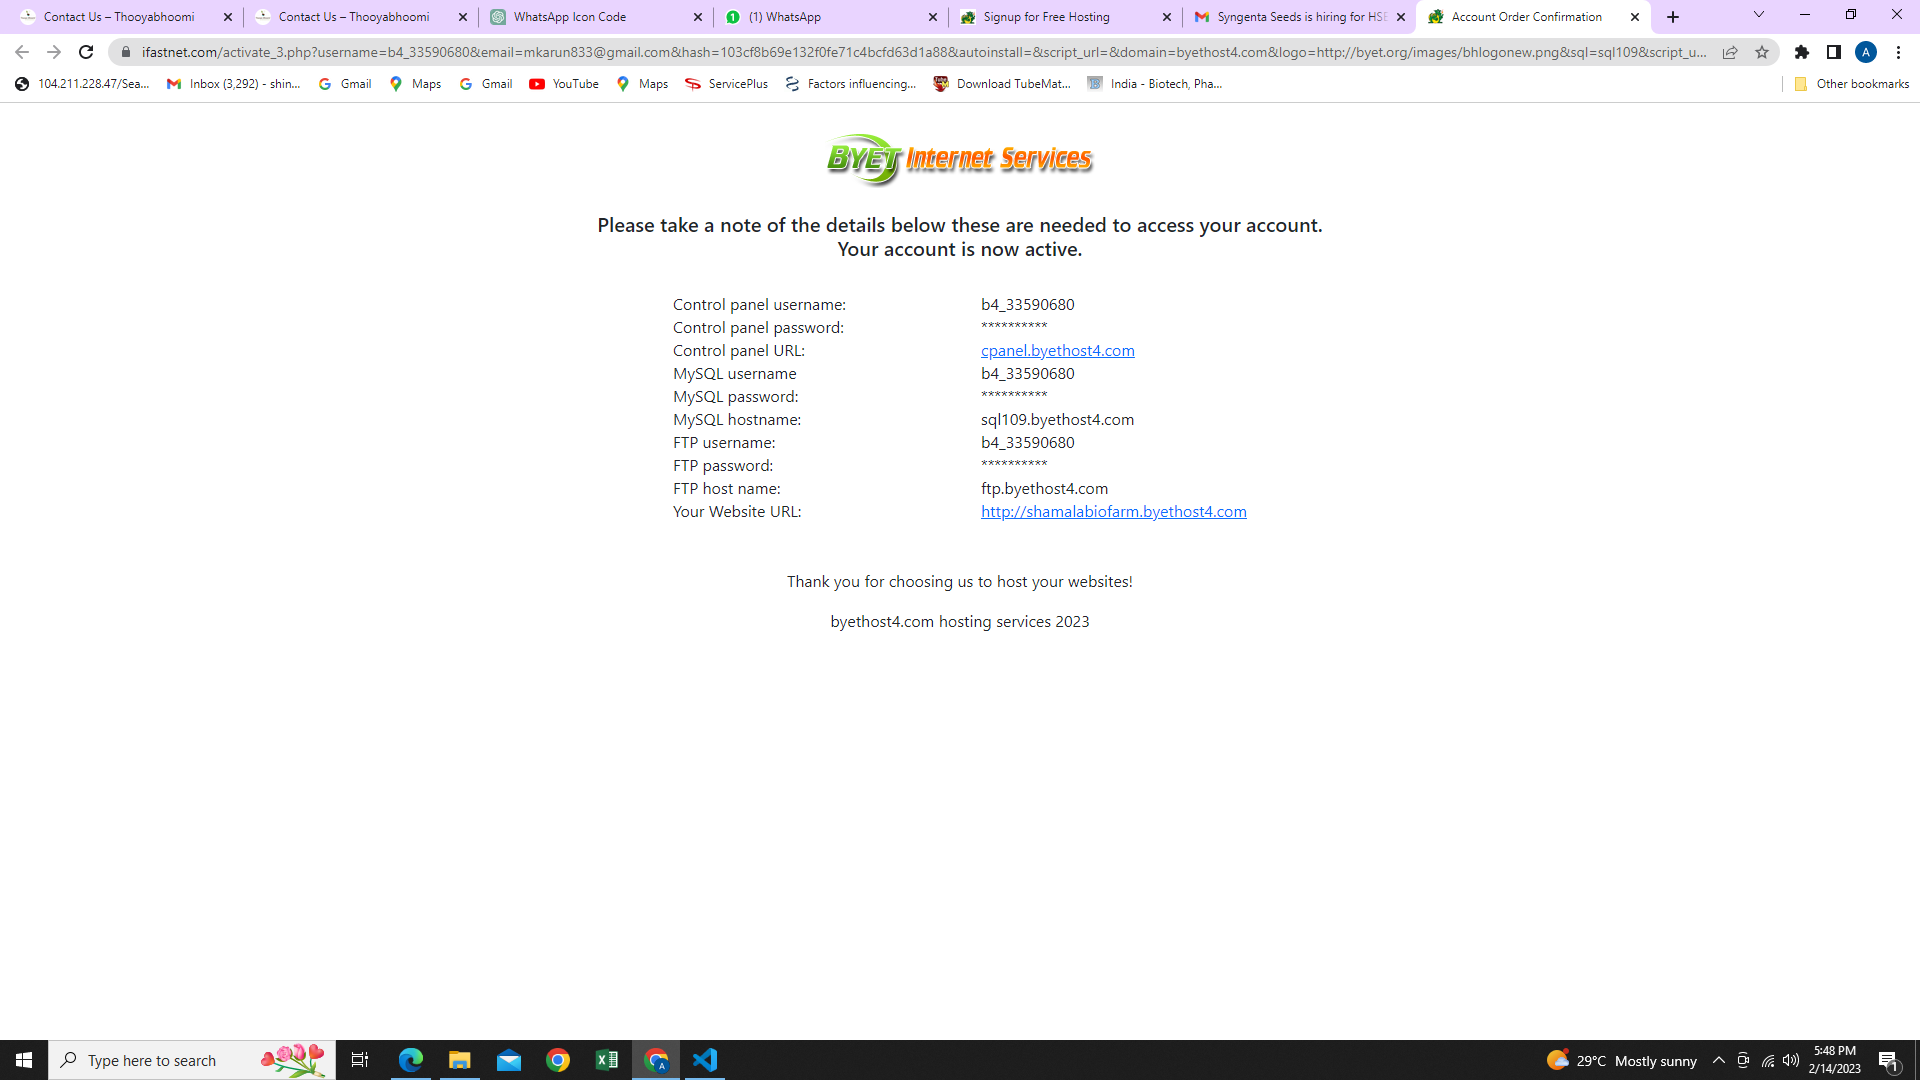 Contact Us – Thooyabhoomi
Contact Us – Thooyabhoomi
WhatsApp Icon Code
(1) WhatsApp
Signup for Free Hosting
Syngenta Seeds is hiring for HSE
Account Order Confirmation
ifastnet.com/activate_3.php?username=b4_33590680&email=mkarun833@gmail.com&hash=103cf8b69e132f0fe71c4bcfd63d1a88&autoinstall=&script_url=&domain=byethost4.com&logo=http://byet.org/images/bhlogonew.png&sql=sql109&script_u...
A
104.211.228.47/Sea...
Inbox (3,292) - shin...
Gmail
Maps
Gmail
YouTube
Maps
ServicePlus
Factors influencing...
Download TubeMat...
India - Biotech, Pha...
Other bookmarks
BYET Internet Services
Please take a note of the details below these are needed to access your account.
Your account is now active.
Control panel username: b4_33590680
Control panel password: **********
Control panel URL: cpanel.byethost4.com
MySQL username b4_33590680
MySQL password: **********
MySQL hostname: sql109.byethost4.com
FTP username: b4_33590680
FTP password: **********
FTP host name: ftp.byethost4.com
Your Website URL: http://shamalabiofarm.byethost4.com
Thank you for choosing us to host your websites!
byethost4.com hosting services 2023
Type here to search
29°C Mostly sunny
5:48 PM
2/14/2023
1